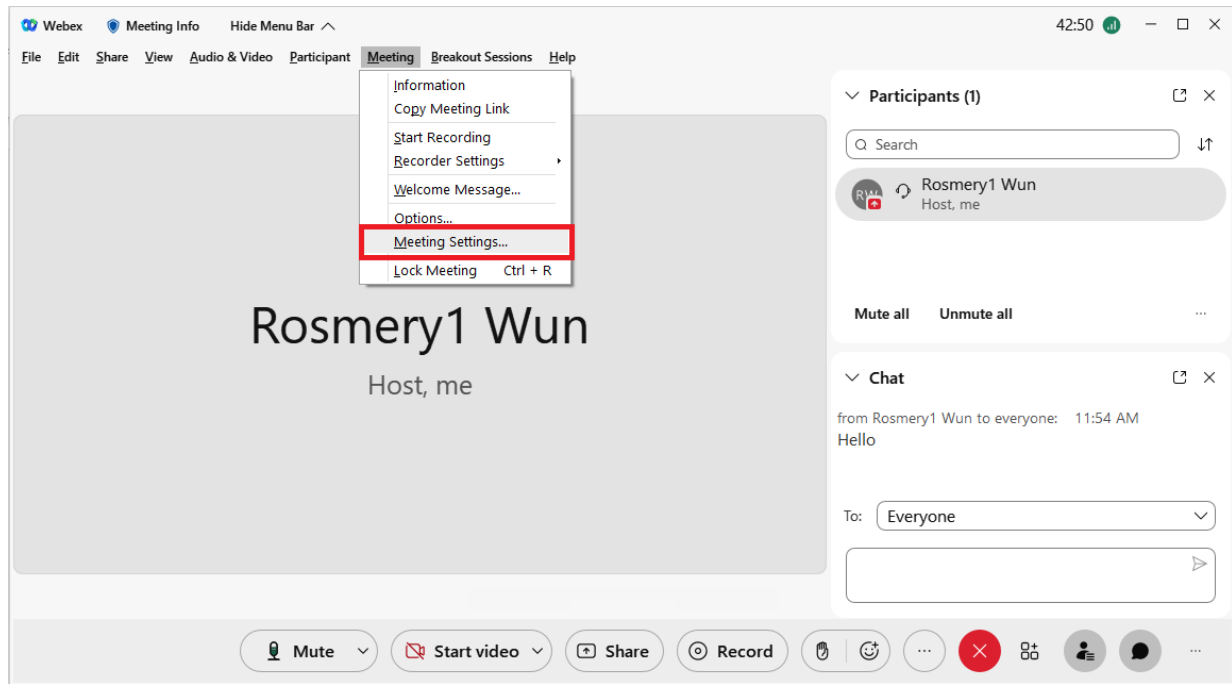 Webex Meeting Info Hide Menu Bar 42:50
File Edit Share View Audio & Video Participant Meeting Breakout Sessions Help
Information
Copy Meeting Link
Start Recording
Recorder Settings
Welcome Message...
Options...
Meeting Settings...
Lock Meeting Ctrl + R
Rosmery1 Wun
Host, me
Participants (1)
Search
RW
Rosmery1 Wun
Host, me
Mute all Unmute all ...
Chat
from Rosmery1 Wun to everyone: 11:54 AM
Hello
To: Everyone
Mute Start video Share Record